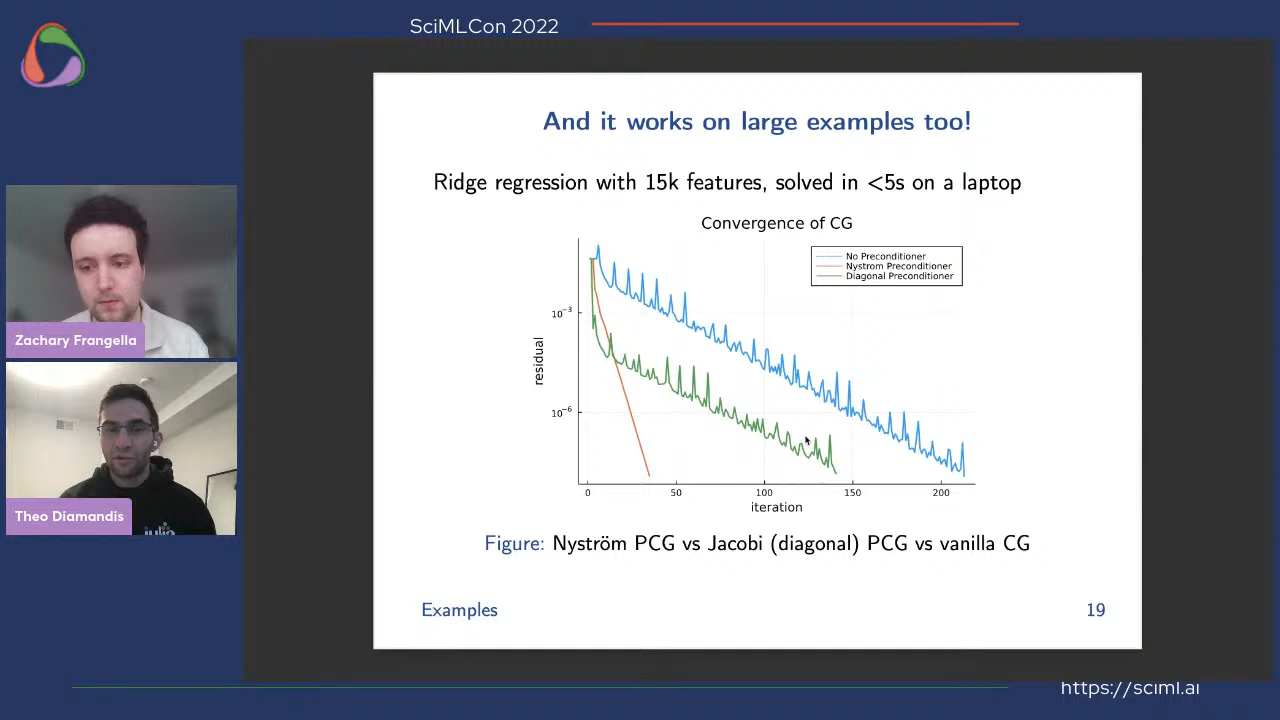 SciMLCon 2022
And it works on large examples too!
Ridge regression with 15k features, solved in <5s on a laptop
Convergence of CG
No Preconditioner
Nystrom Preconditioner
Diagonal Preconditioner
residual
10⁻³
10⁻⁶
0 50 100 150 200
iteration
Figure: Nyström PCG vs Jacobi (diagonal) PCG vs vanilla CG
Examples 19
Zachary Frangella
Theo Diamandis
julia
https://sciml.ai